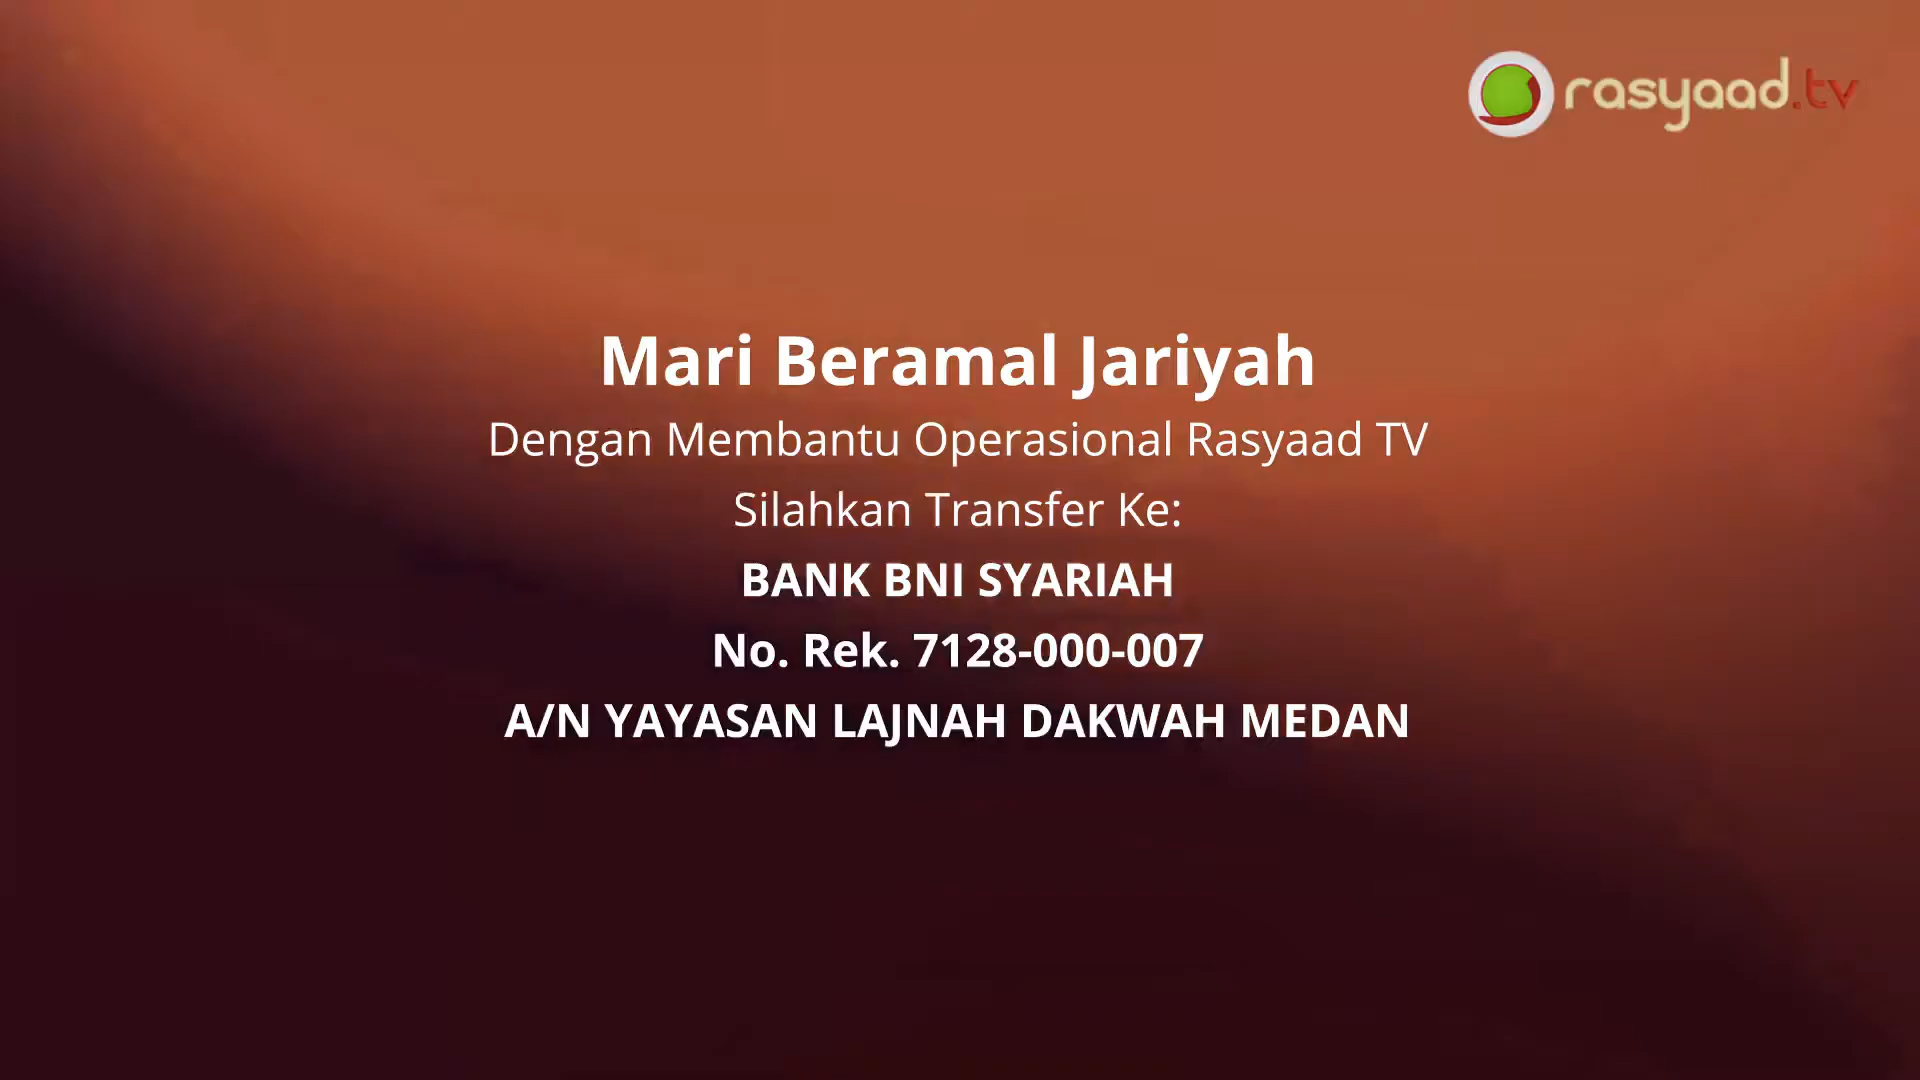 rasyaad.tv
Mari Beramal Jariyah
Dengan Membantu Operasional Rasyaad TV
Silahkan Transfer Ke:
BANK BNI SYARIAH
No. Rek. 7128-000-007
A/N YAYASAN LAJNAH DAKWAH MEDAN